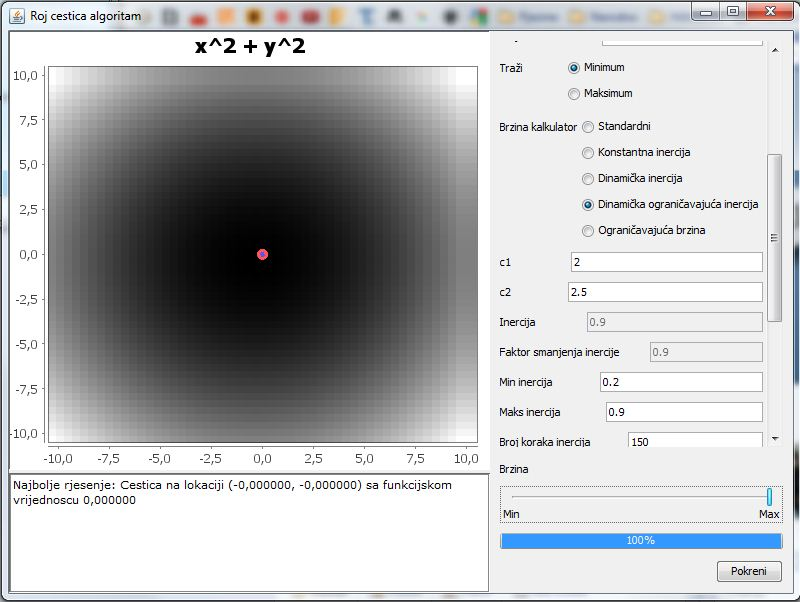 Roj cestica algoritam
x^2 + y^2
10,0
7,5
5,0
2,5
0,0
-2,5
-5,0
-7,5
-10,0
-10,0 -7,5 -5,0 -2,5 0,0 2,5 5,0 7,5 10,0
Najbolje rjesenje: Cestica na lokaciji (-0,000000, -0,000000) sa funkcijskom
vrijednoscu 0,000000
Traži Minimum
Maksimum
Brzina kalkulator Standardni
Konstantna inercija
Dinamička inercija
Dinamička ograničavajuća inercija
Ograničavajuća brzina
c1 2
c2 2.5
Inercija 0.9
Faktor smanjenja inercije 0.9
Min inercija 0.2
Maks inercija 0.9
Broj koraka inercija 150
Brzina
Min Max
100%
Pokreni